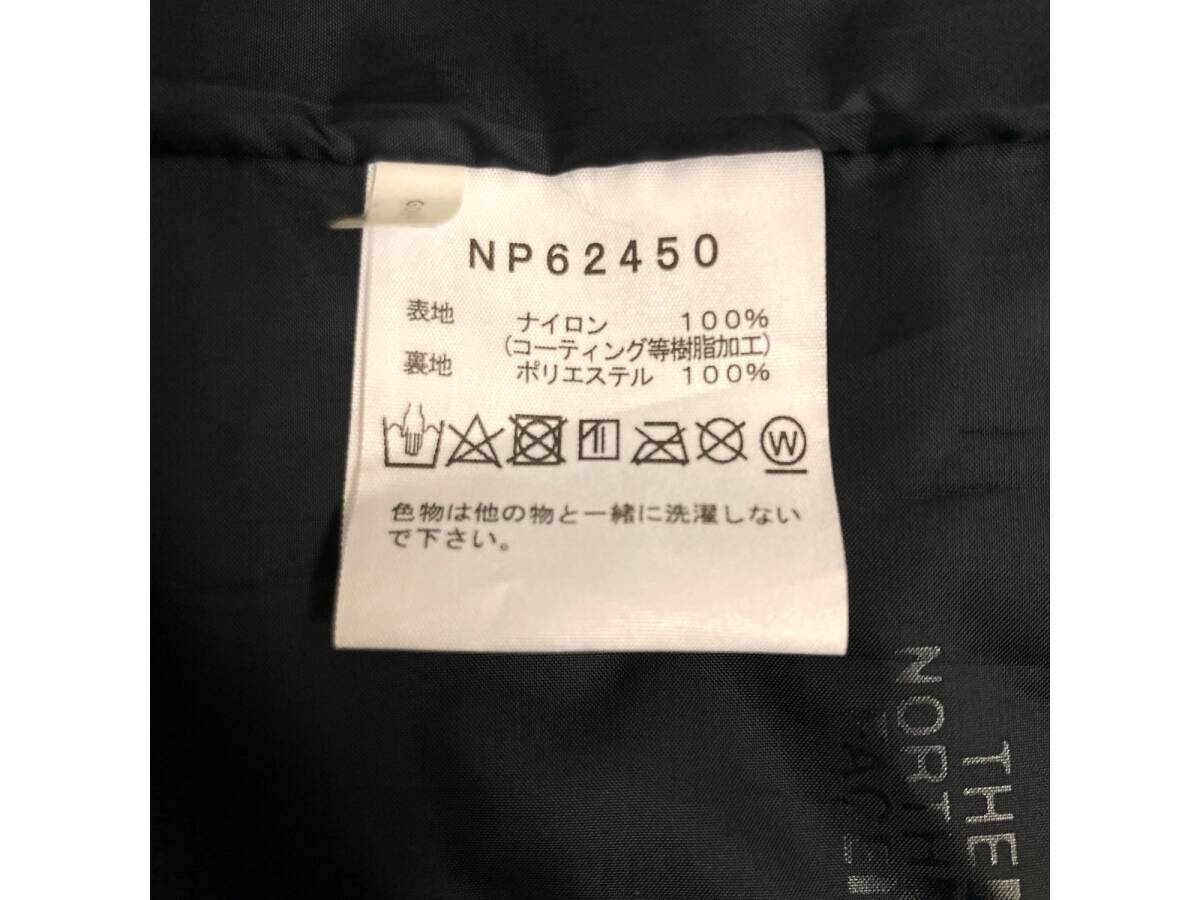 NP62450
表地 ナイロン 100%
(コーティング等樹脂加工)
裏地 ポリエステル 100%
W
色物は他の物と一緒に洗濯しない
で下さい。
THE
NORTH
FACE